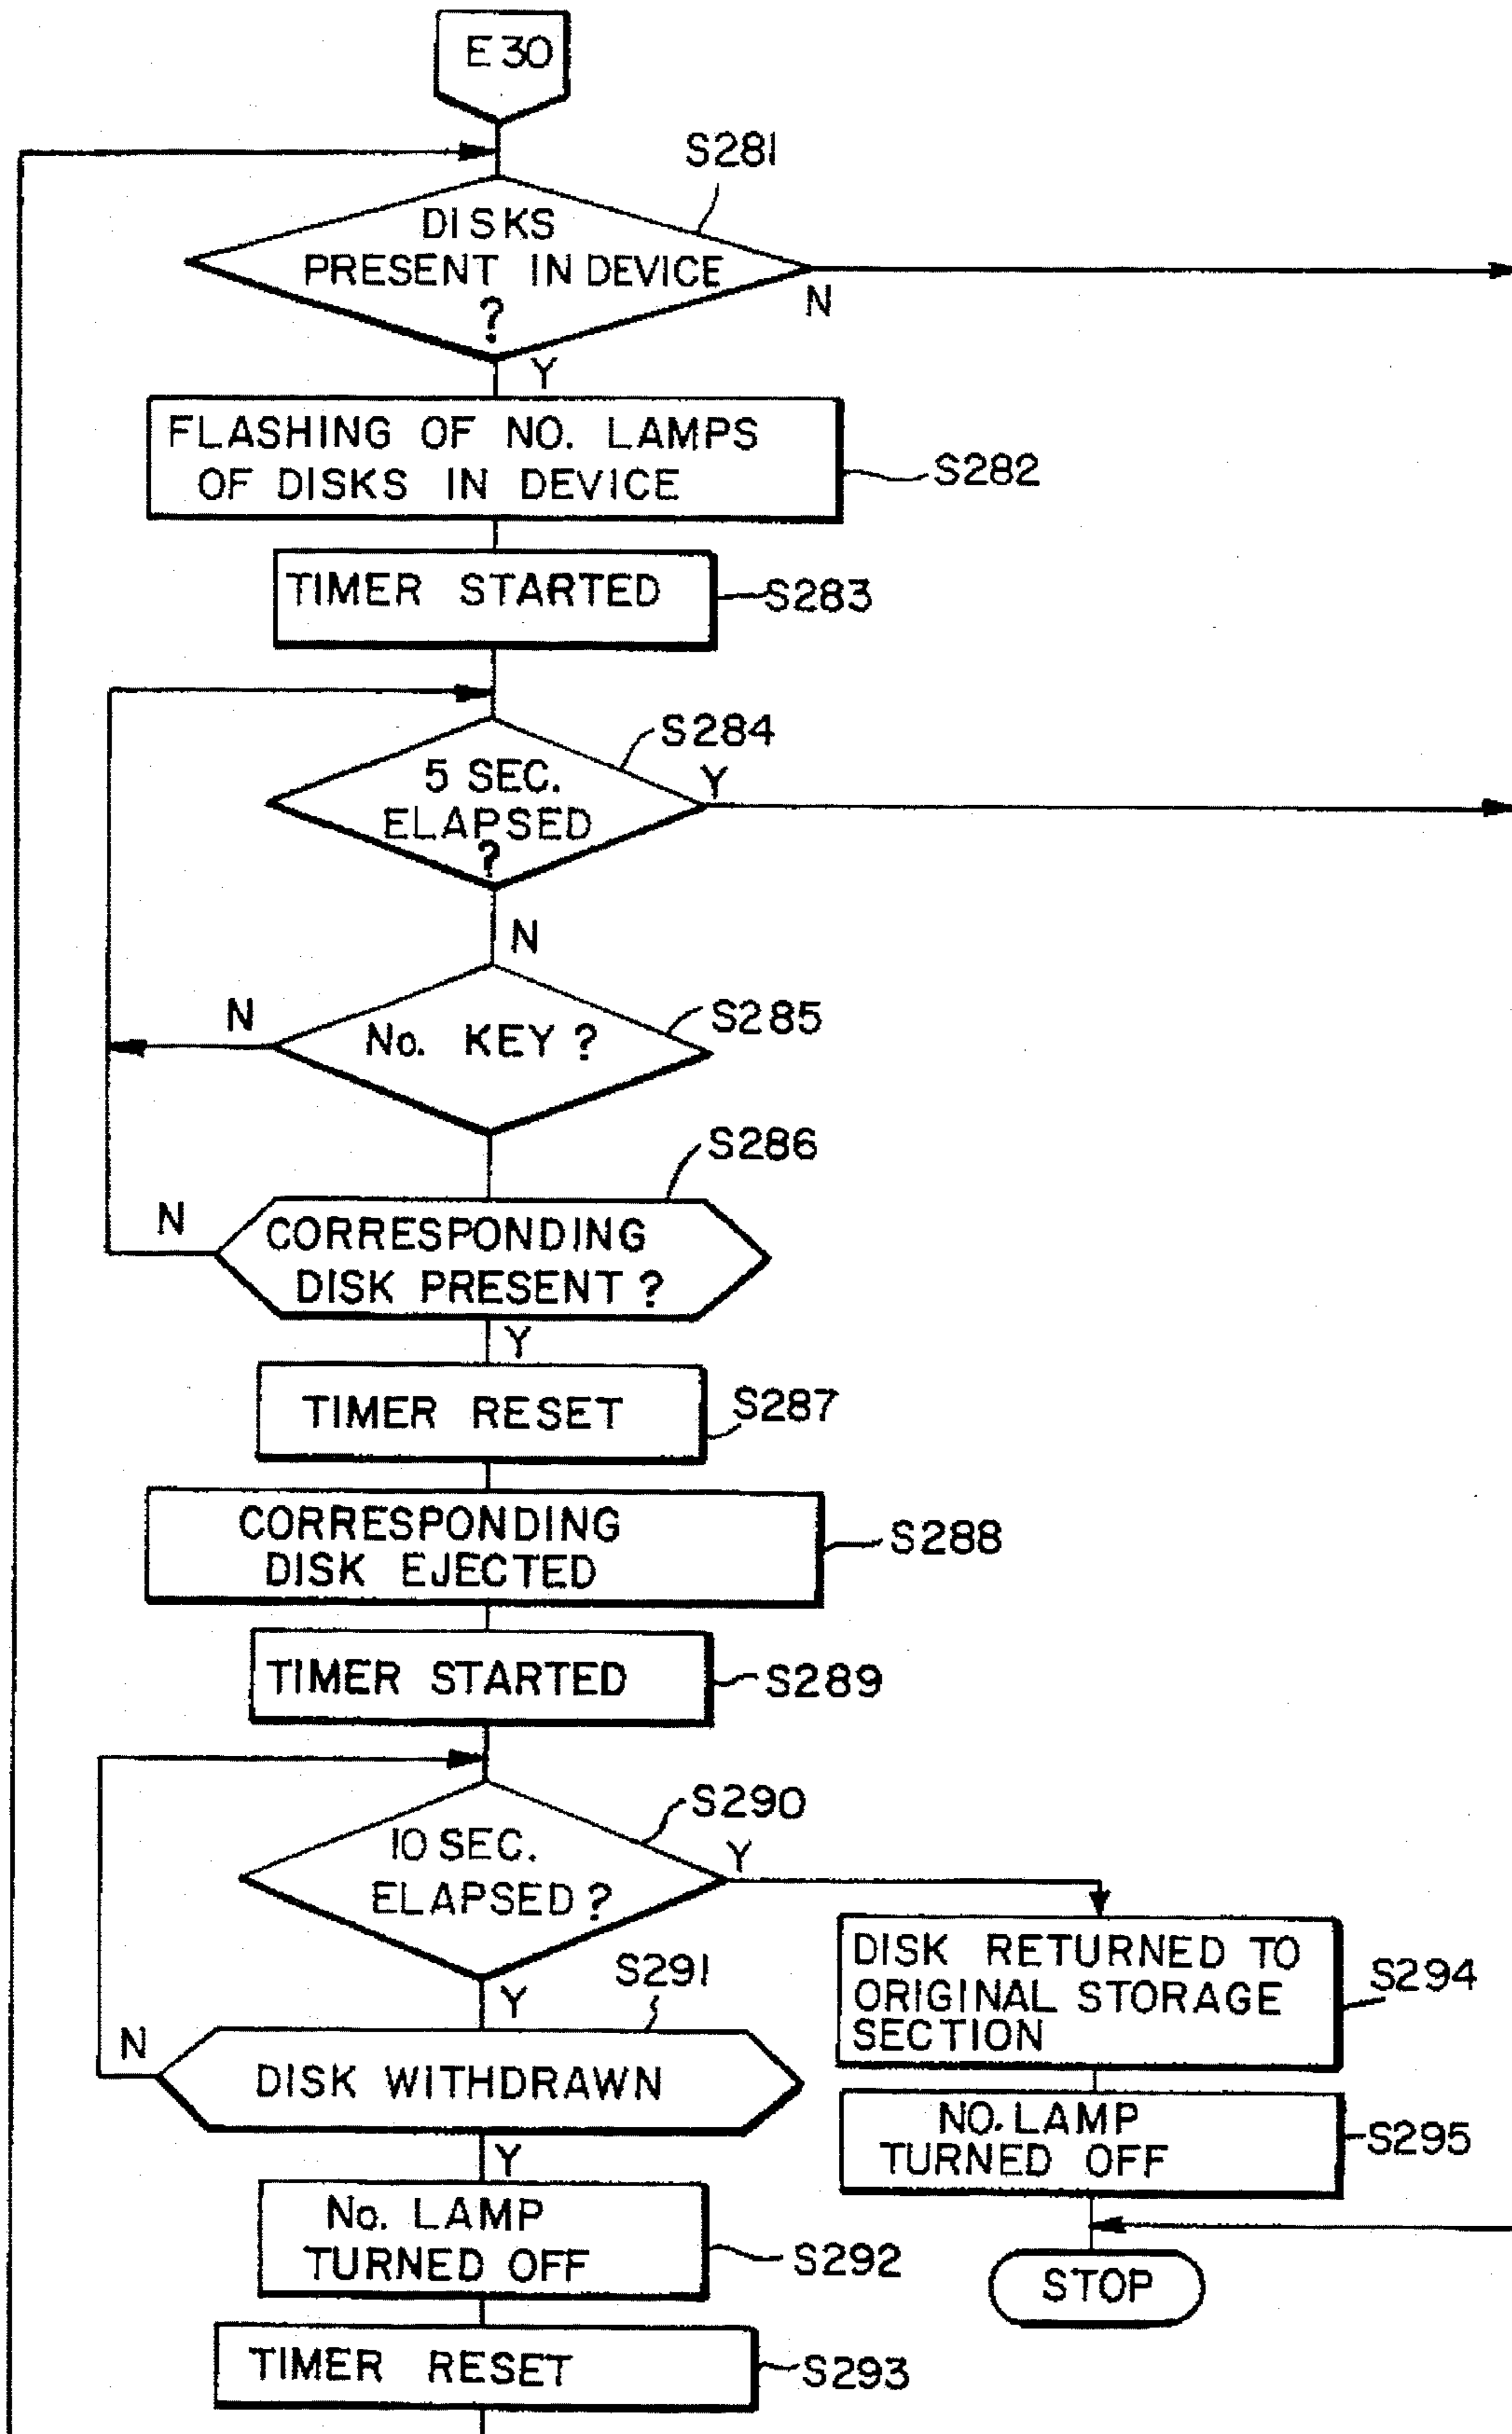 E 30
S281
DISKS
PRESENT IN DEVICE
?
N
Y
FLASHING OF NO. LAMPS
OF DISKS IN DEVICE
S282
TIMER STARTED
S283
S284
5 SEC.
ELAPSED
?
Y
N
No. KEY ?
N
S285
S286
CORRESPONDING
DISK PRESENT ?
N
Y
TIMER RESET
S287
CORRESPONDING
DISK EJECTED
S288
TIMER STARTED
S289
S290
10 SEC.
ELAPSED ?
Y
Y
S291
N
DISK WITHDRAWN
Y
No. LAMP
TURNED OFF
S292
TIMER RESET
S293
DISK RETURNED TO
ORIGINAL STORAGE
SECTION
S294
NO. LAMP
TURNED OFF
S295
STOP